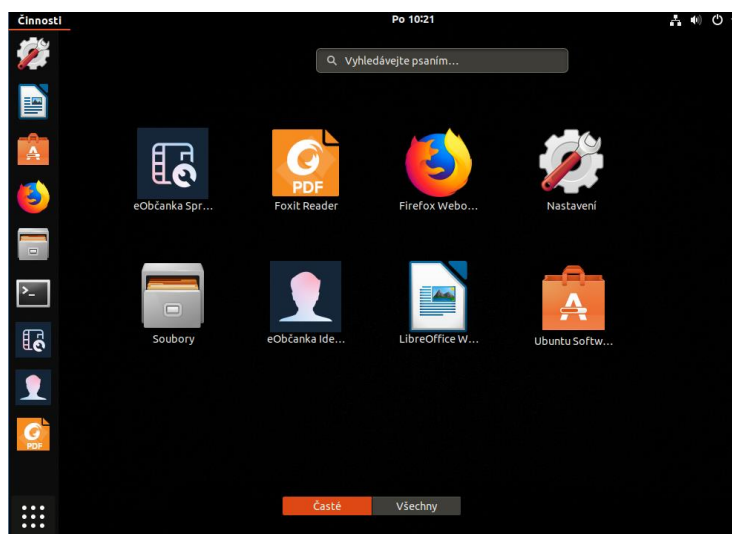 Činnosti
Po 10:21
Vyhledávejte psaním…
eObčanka Spr…
PDF
Foxit Reader
Firefox Webo…
Nastavení
Soubory
eObčanka Ide…
LibreOffice W…
Ubuntu Softw…
PDF
Časté
Všechny